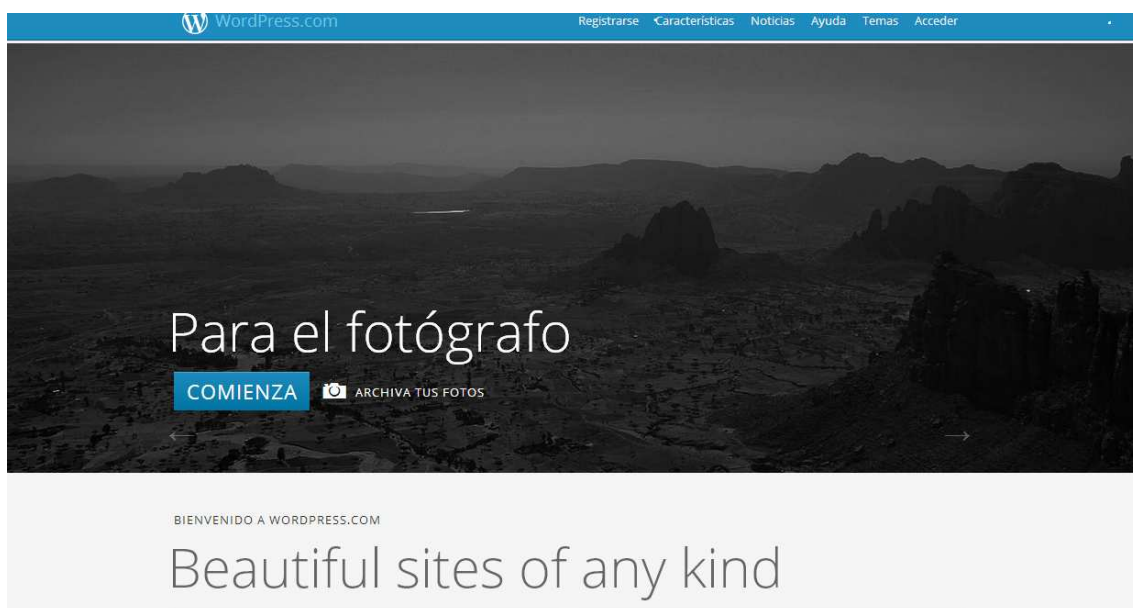 WordPress.com
Registrarse Características Noticias Ayuda Temas Acceder
Para el fotógrafo
COMIENZA ARCHIVA TUS FOTOS
BIENVENIDO A WORDPRESS.COM
Beautiful sites of any kind